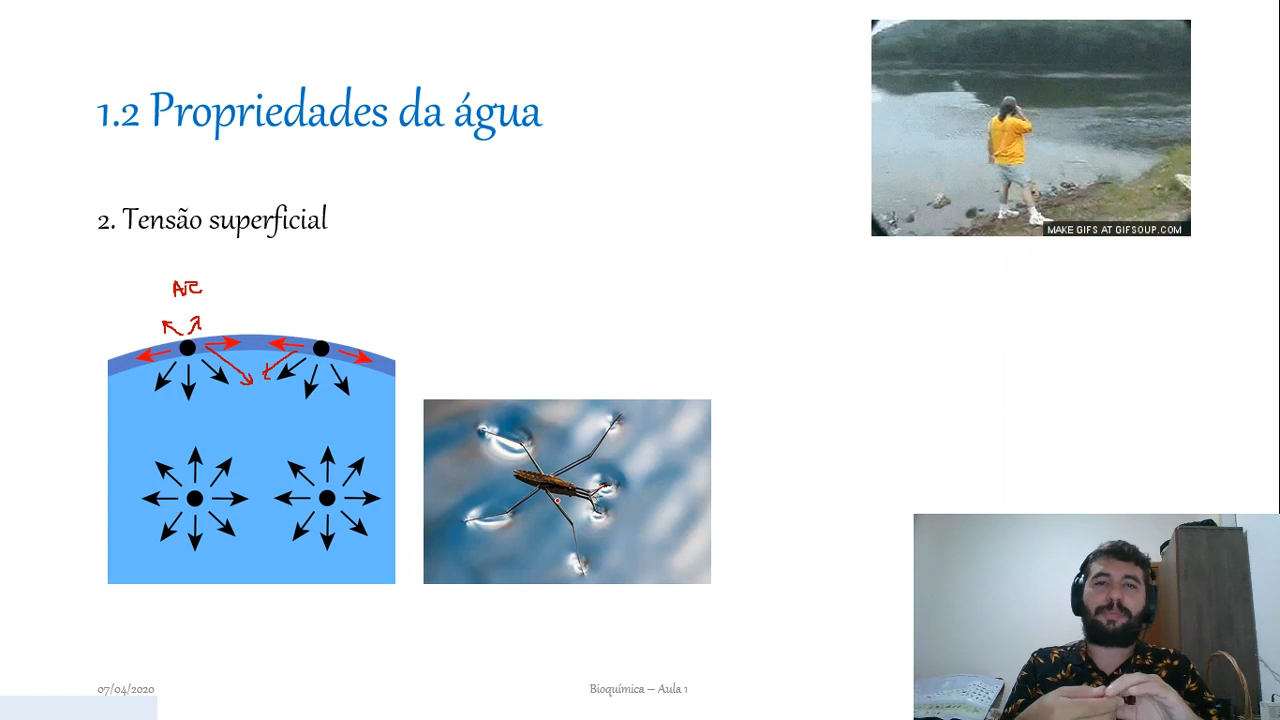 1.2 Propriedades da água
2. Tensão superficial
MAKE GIFS AT GIFSOUP.COM
07/04/2020
Bioquímica – Aula 1